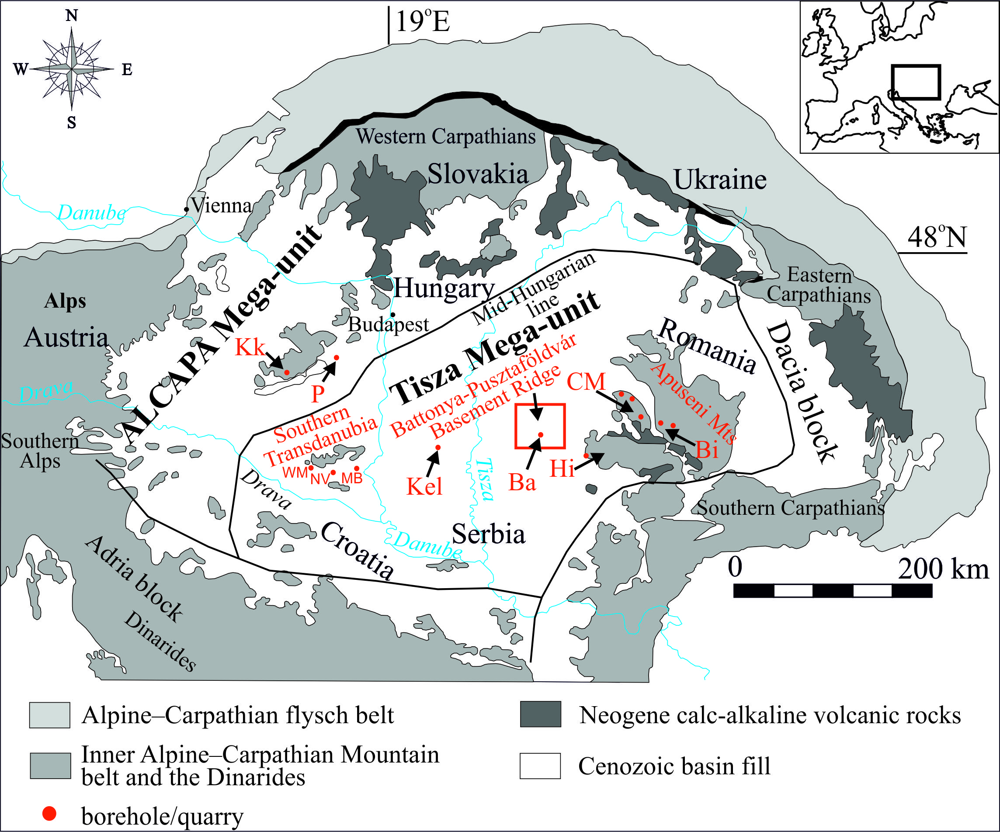 N
19°E
W
E
S
Western Carpathians
Slovakia
Ukraine
Vienna
Danube
48°N
ALCAPA Mega-unit
Mid-Hungarian
line
Hungary
Eastern
Carpathians
Alps
Austria
Budapest
Tisza Mega-unit
Romania
Dacia block
Kk
P
Battonya-Pusztaföldvár
Basement Ridge
CM
Apuseni Mts
Drava
Southern
Transdanubia
Southern
Alps
WM
NV
MB
Kel
Tisza
Ba
Hi
Bi
Drava
Southern Carpathians
Croatia
Serbia
Danube
Adria block
Dinarides
0
200 km
Alpine–Carpathian flysch belt
Neogene calc-alkaline volcanic rocks
Inner Alpine–Carpathian Mountain
belt and the Dinarides
Cenozoic basin fill
borehole/quarry